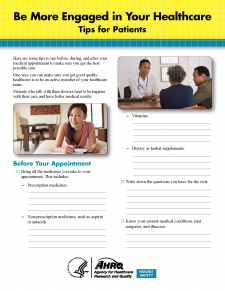 Be More Engaged in Your Healthcare
Tips for Patients
Here are some tips to use before, during, and after your
medical appointment to make sure you get the best
possible care.
One way you can make sure you get good quality
healthcare is to be an active member of your healthcare
team.
Patients who talk with their doctors tend to be happier
with their care and have better medical results.
Before Your Appointment
Bring all the medicines you take to your
appointment. This includes:
– Prescription medicines.
– Non-prescription medicines, such as aspirin
or antacids.
– Vitamins.
– Dietary or herbal supplements.
Write down the questions you have for the visit.
Know your current medical conditions, past
surgeries, and illnesses.
AHRQ
Agency for Healthcare
Research and Quality
PATIENT
SAFETY